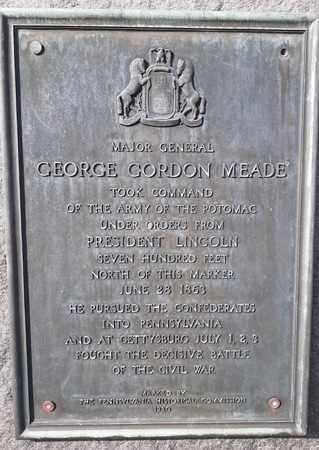 MAJOR GENERAL
GEORGE GORDON MEADE
TOOK COMMAND
OF THE ARMY OF THE POTOMAC
UNDER ORDERS FROM
PRESIDENT LINCOLN
SEVEN HUNDRED FEET
NORTH OF THIS MARKER
JUNE 28 1863
HE PURSUED THE CONFEDERATES
INTO PENNSYLVANIA
AND AT GETTYSBURG JULY 1, 2, 3
FOUGHT THE DECISIVE BATTLE
OF THE CIVIL WAR
MARKED BY
THE PENNSYLVANIA HISTORICAL COMMISSION
1930